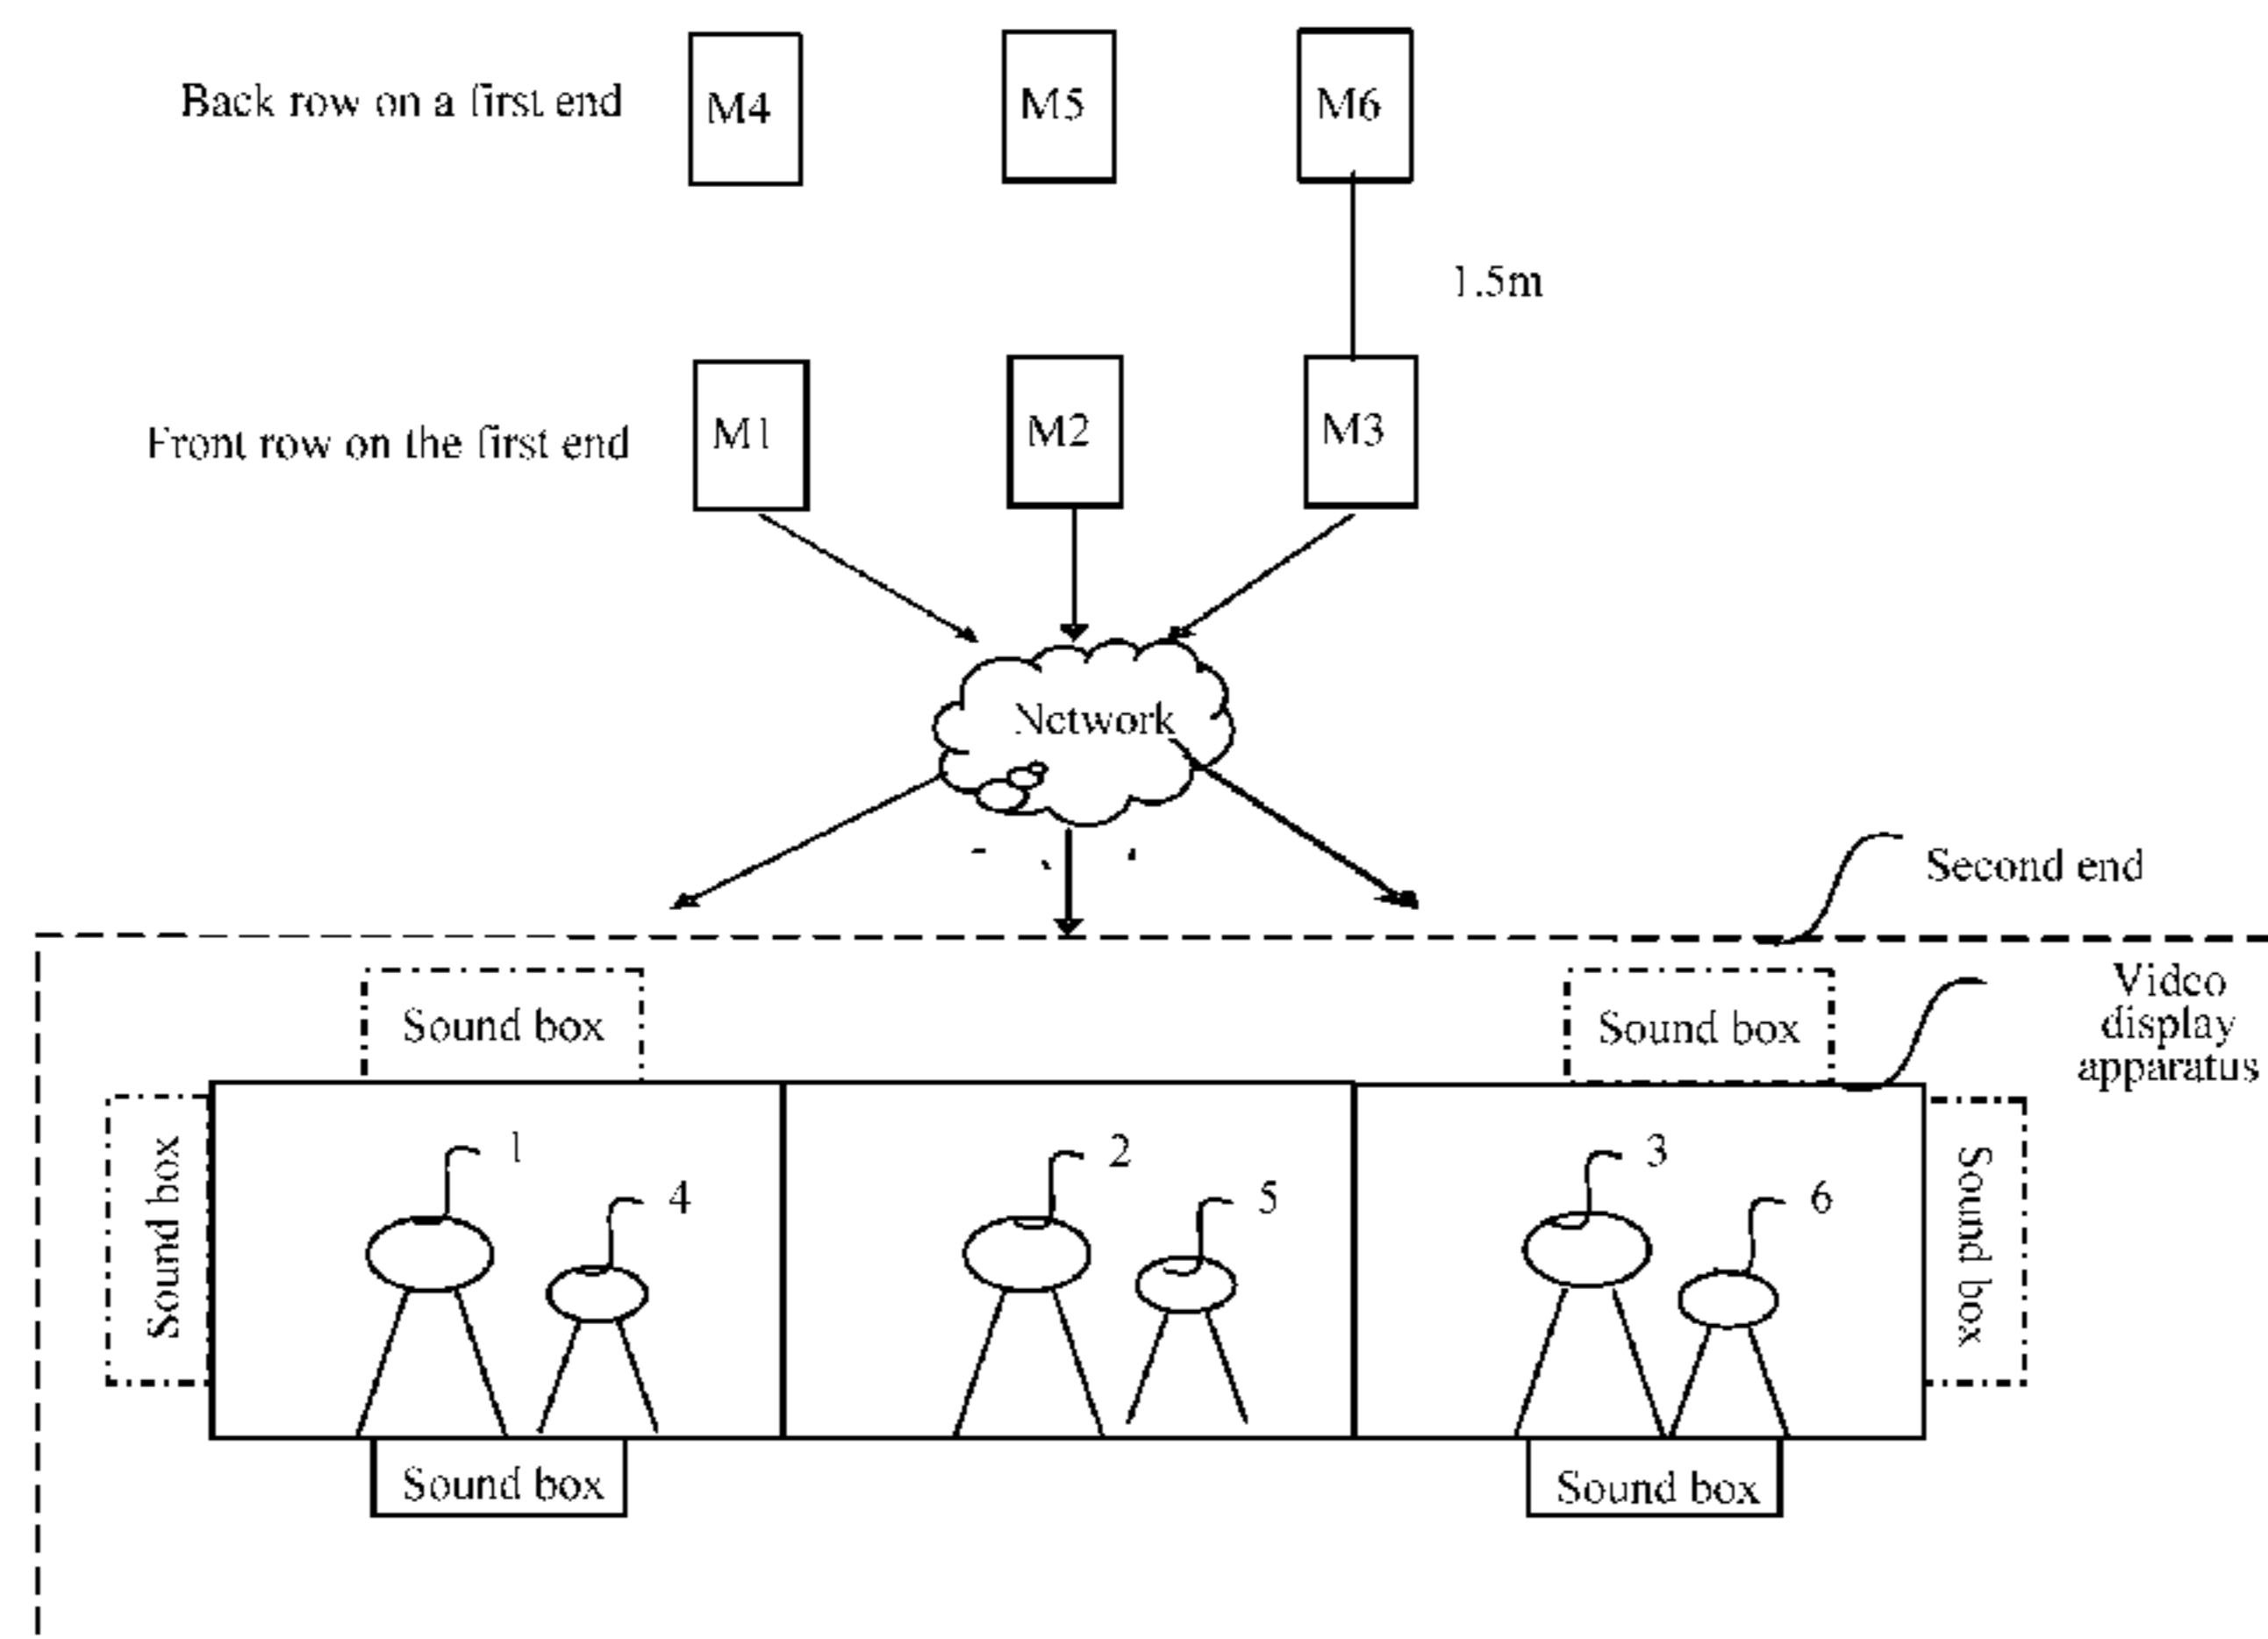 Back row on a first end
M4
M5
M6
1.5m
Front row on the first end
M1
M2
M3
Network
Second end
Video
display
apparatus
Sound box
Sound box
Sound box
1
4
2
5
3
6
Sound box
Sound box
Sound box